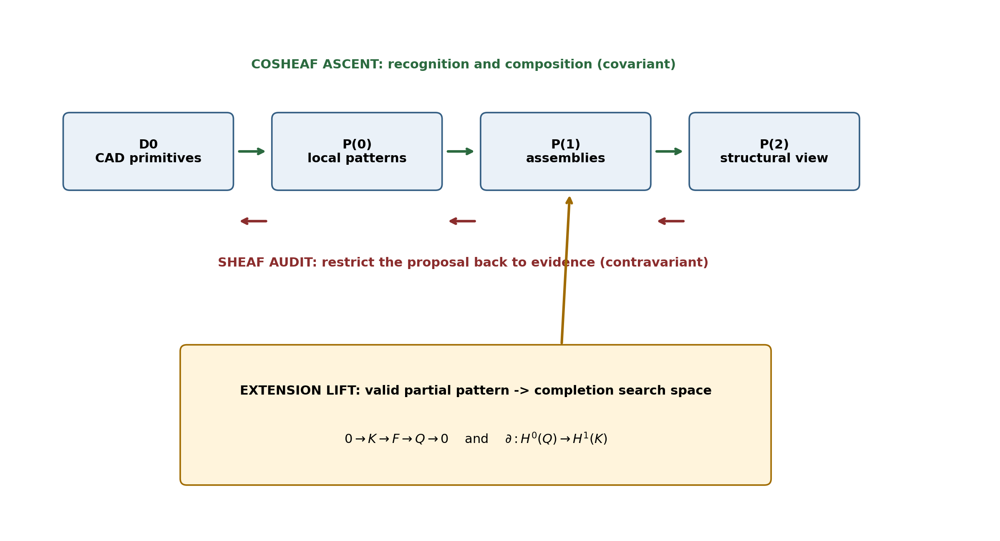 COSHEAF ASCENT: recognition and composition (covariant)
D0
CAD primitives
P(0)
local patterns
P(1)
assemblies
P(2)
structural view
SHEAF AUDIT: restrict the proposal back to evidence (contravariant)
EXTENSION LIFT: valid partial pattern -> completion search space
0 → K → F → Q → 0 and ∂ : H⁰(Q) → H¹(K)